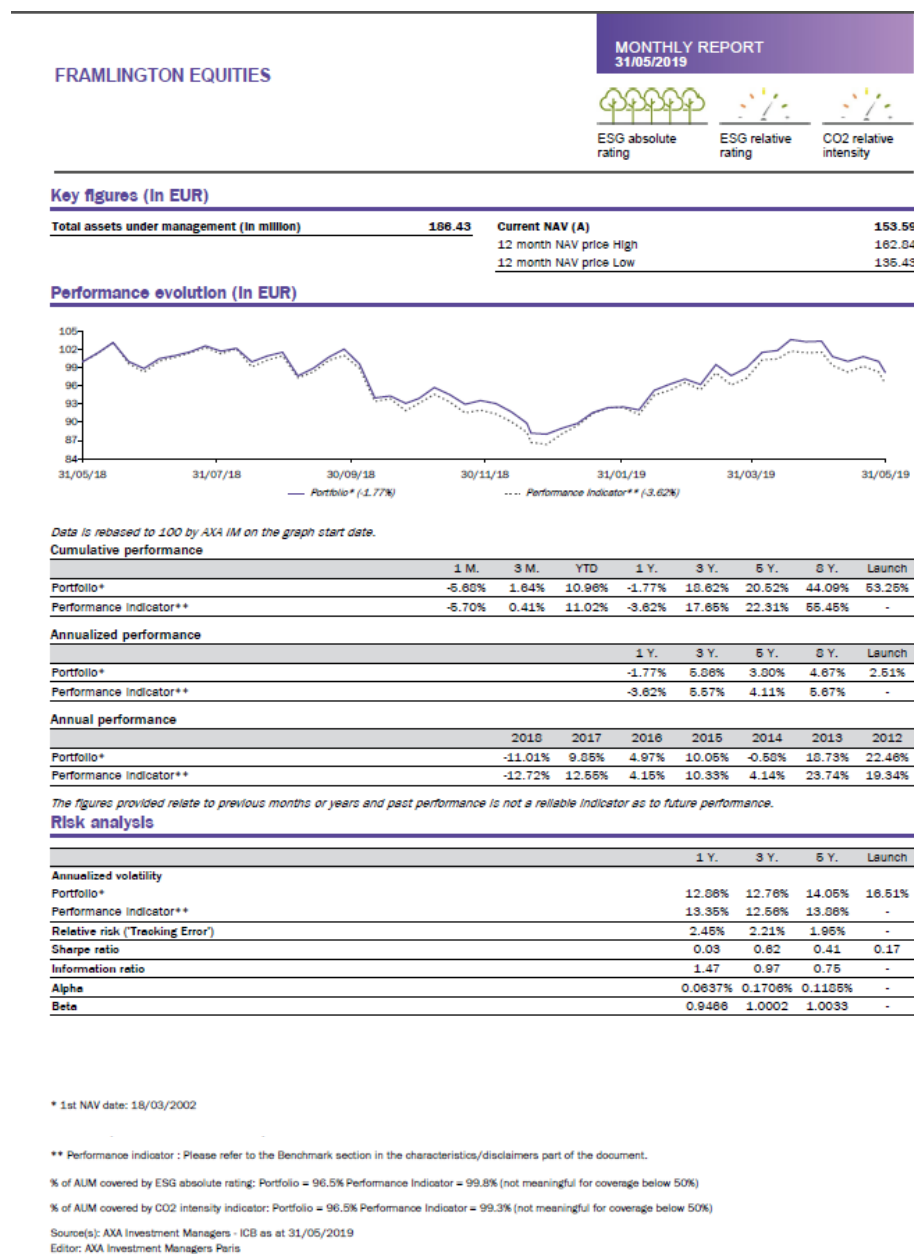 MONTHLY REPORT
31/05/2019
FRAMLINGTON EQUITIES
ESG absolute rating
ESG relative rating
CO2 relative intensity
Key figures (in EUR)
Total assets under management (in million) 186.43
Current NAV (A) 153.59
12 month NAV price High 162.84
12 month NAV price Low 135.43
Performance evolution (in EUR)
105
102
99
96
93
90
87
84
31/05/18 31/07/18 30/09/18 30/11/18 31/01/19 31/03/19 31/05/19
Portfolio* (-1.77%) Performance Indicator** (-3.62%)
Data is rebased to 100 by AXA IM on the graph start date.
Cumulative performance
1 M. 3 M. YTD 1 Y. 3 Y. 5 Y. 8 Y. Launch
Portfolio* -5.68% 1.64% 10.96% -1.77% 18.62% 20.52% 44.09% 53.25%
Performance Indicator** -5.70% 0.41% 11.02% -3.62% 17.65% 22.31% 55.45% -
Annualized performance
1 Y. 3 Y. 5 Y. 8 Y. Launch
Portfolio* -1.77% 5.86% 3.80% 4.67% 2.51%
Performance Indicator** -3.62% 5.57% 4.11% 5.67% -
Annual performance
2018 2017 2016 2015 2014 2013 2012
Portfolio* -11.01% 9.85% 4.97% 10.05% -0.58% 18.73% 22.46%
Performance Indicator** -12.72% 12.55% 4.15% 10.33% 4.14% 23.74% 19.34%
The figures provided relate to previous months or years and past performance is not a reliable indicator as to future performance.
Risk analysis
1 Y. 3 Y. 5 Y. Launch
Annualized volatility
Portfolio* 12.86% 12.76% 14.05% 16.51%
Performance Indicator** 13.35% 12.56% 13.86% -
Relative risk ('Tracking Error') 2.45% 2.21% 1.95% -
Sharpe ratio 0.03 0.62 0.41 0.17
Information ratio 1.47 0.97 0.75 -
Alpha 0.0637% 0.1706% 0.1185% -
Beta 0.9466 1.0002 1.0033 -
* 1st NAV date: 18/03/2002
** Performance indicator : Please refer to the Benchmark section in the characteristics/disclaimers part of the document.
% of AUM covered by ESG absolute rating: Portfolio = 96.5% Performance Indicator = 99.8% (not meaningful for coverage below 50%)
% of AUM covered by CO2 intensity indicator: Portfolio = 96.5% Performance Indicator = 99.3% (not meaningful for coverage below 50%)
Source(s): AXA Investment Managers - ICB as at 31/05/2019
Editor: AXA Investment Managers Paris